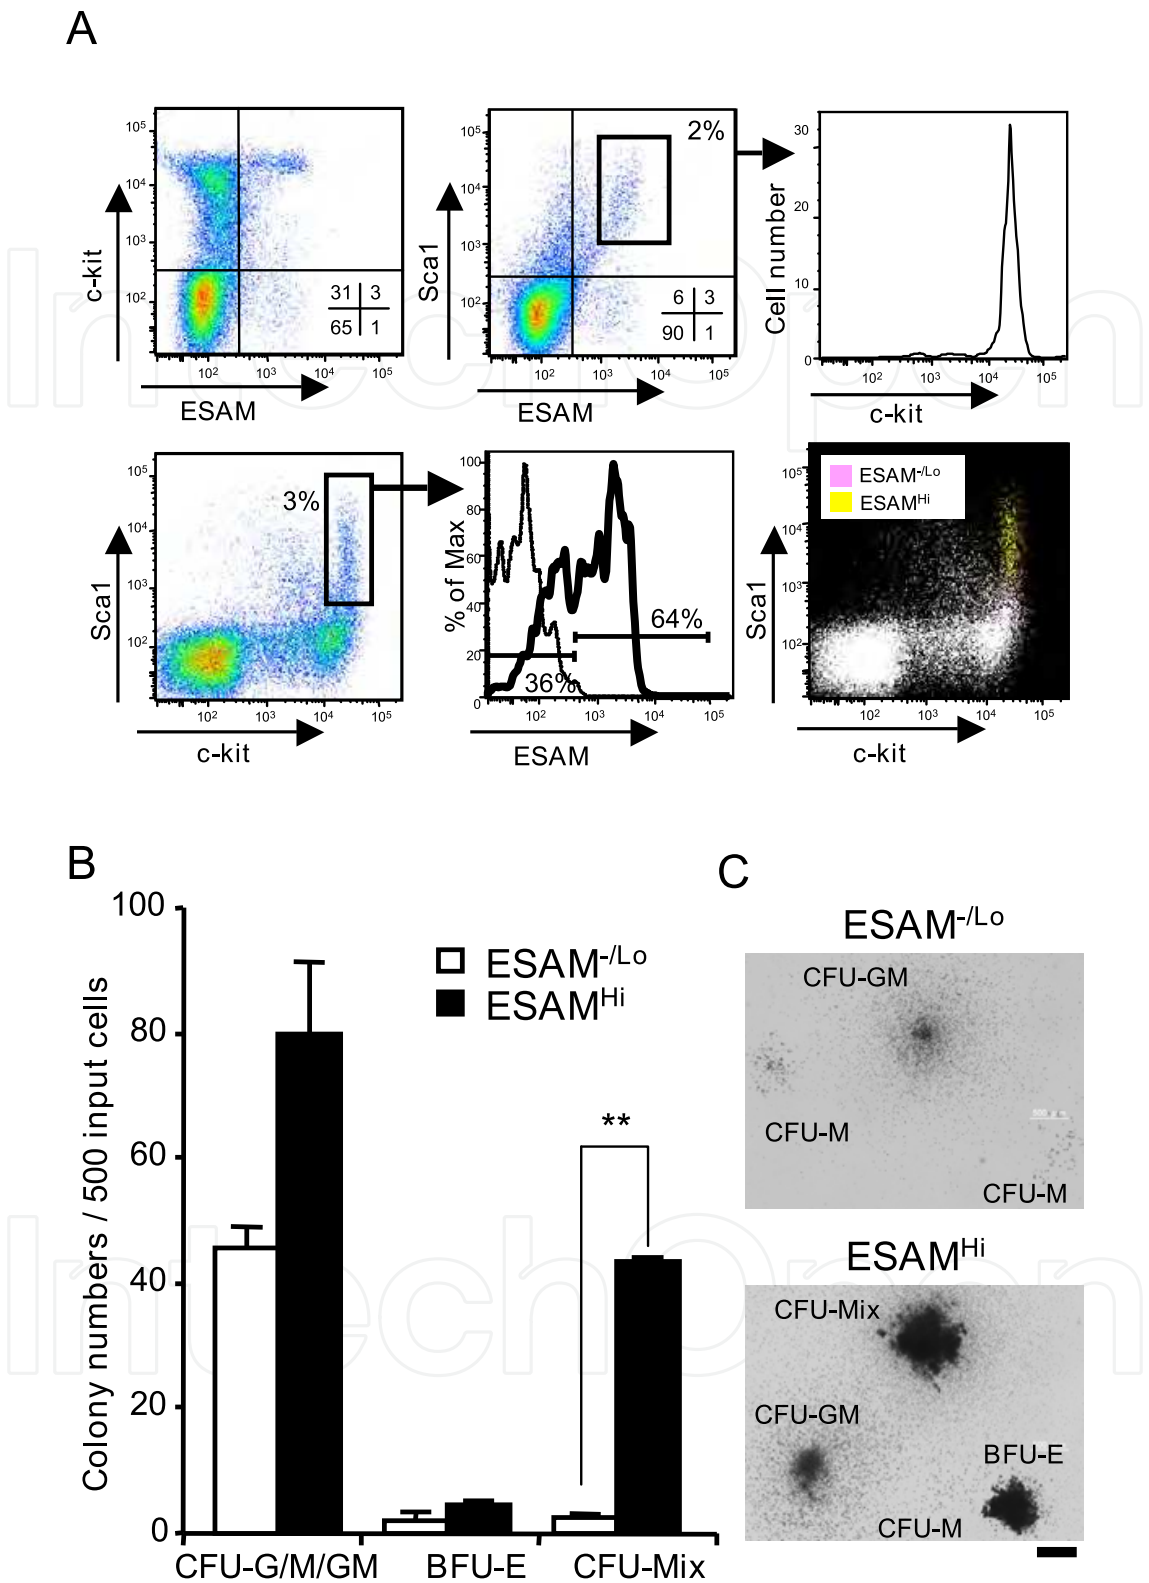 A
10⁵
10⁴
10³
10²
c-kit
31 3
65 1
10² 10³ 10⁴ 10⁵
ESAM
10⁵
10⁴
10³
10²
Sca1
2%
6 3
90 1
10² 10³ 10⁴ 10⁵
ESAM
30
20
10
0
Cell number
10² 10³ 10⁴ 10⁵
c-kit
10⁵
10⁴
10³
10²
Sca1
3%
10² 10³ 10⁴ 10⁵
c-kit
100
80
60
40
20
0
% of Max
64%
36%
10² 10³ 10⁴ 10⁵
ESAM
10⁵
10⁴
10³
10²
Sca1
ESAM-/Lo
ESAMHi
10² 10³ 10⁴ 10⁵
c-kit
IntechOpen
B
100
80
60
40
20
0
Colony numbers / 500 input cells
ESAM-/Lo
ESAMHi
**
CFU-G/M/GM BFU-E CFU-Mix
C
ESAM-/Lo
CFU-GM
CFU-M
CFU-M
ESAMHi
CFU-Mix
CFU-GM
BFU-E
CFU-M
IntechOpen